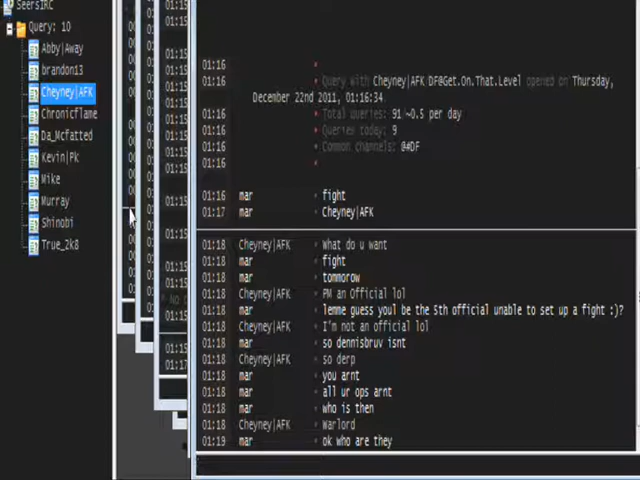 SeersIRC
Query: 10
Abby|Away
brandon13
Cheyney|AFK
Chronicflame
Da_Mcfatted
Kevin|Pk
Mike
Murray
Shinobi
True_2k8
01:16 *
01:16 * Query with Cheyney|AFK DF@Get.On.That.Level opened on Thursday,
December 22nd 2011, 01:16:34
01:16 * Total queries: 91 ~0.5 per day
01:16 * Queries today: 9
01:16 * Common channels: @#DF
01:16 *
01:16 mar * fight
01:17 mar * Cheyney|AFK
01:18 Cheyney|AFK * What do u want
01:18 mar * fight
01:18 mar * tommorow
01:18 Cheyney|AFK * PM an Official lol
01:18 mar * lemme guess youl be the 5th official unable to set up a fight :)?
01:18 Cheyney|AFK * I'm not an official lol
01:18 mar * so dennisbruv isnt
01:18 Cheyney|AFK * so derp
01:18 mar * you arnt
01:18 mar * all ur ops arnt
01:18 mar * who is then
01:18 Cheyney|AFK * Warlord
01:19 mar * ok who are they